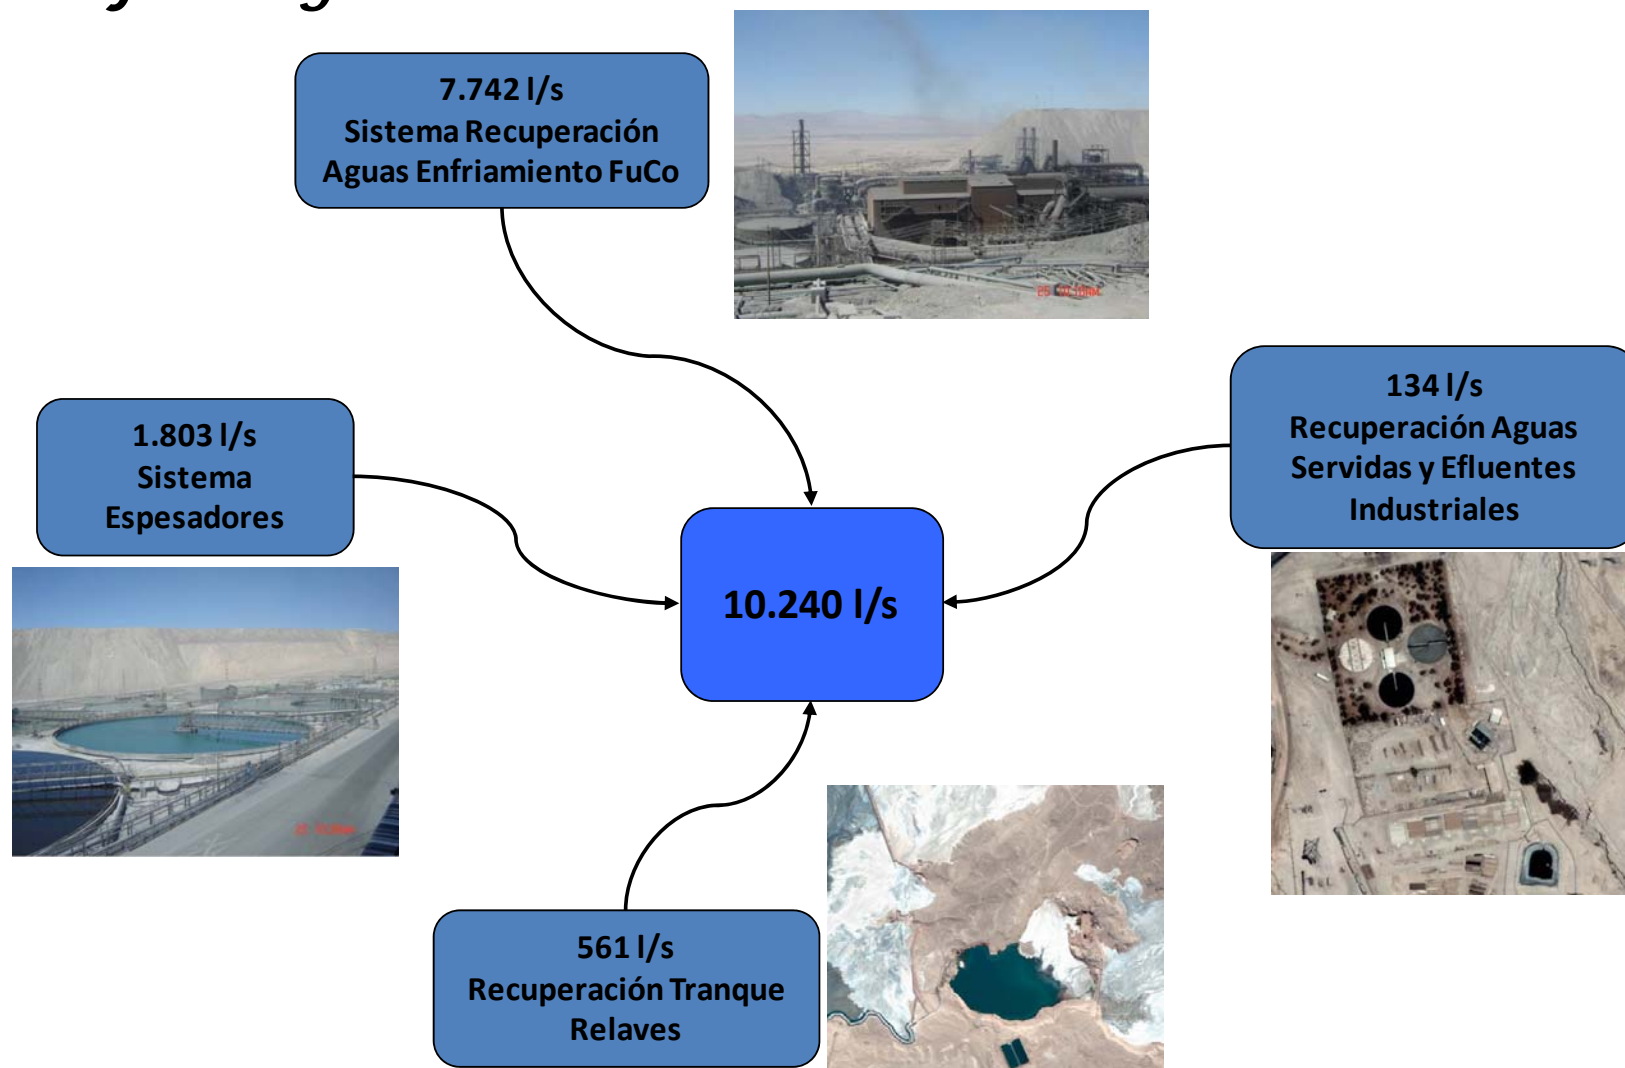 7.742 l/s
Sistema Recuperación
Aguas Enfriamiento FuCo
1.803 l/s
Sistema
Espesadores
134 l/s
Recuperación Aguas
Servidas y Efluentes
Industriales
10.240 l/s
561 l/s
Recuperación Tranque
Relaves